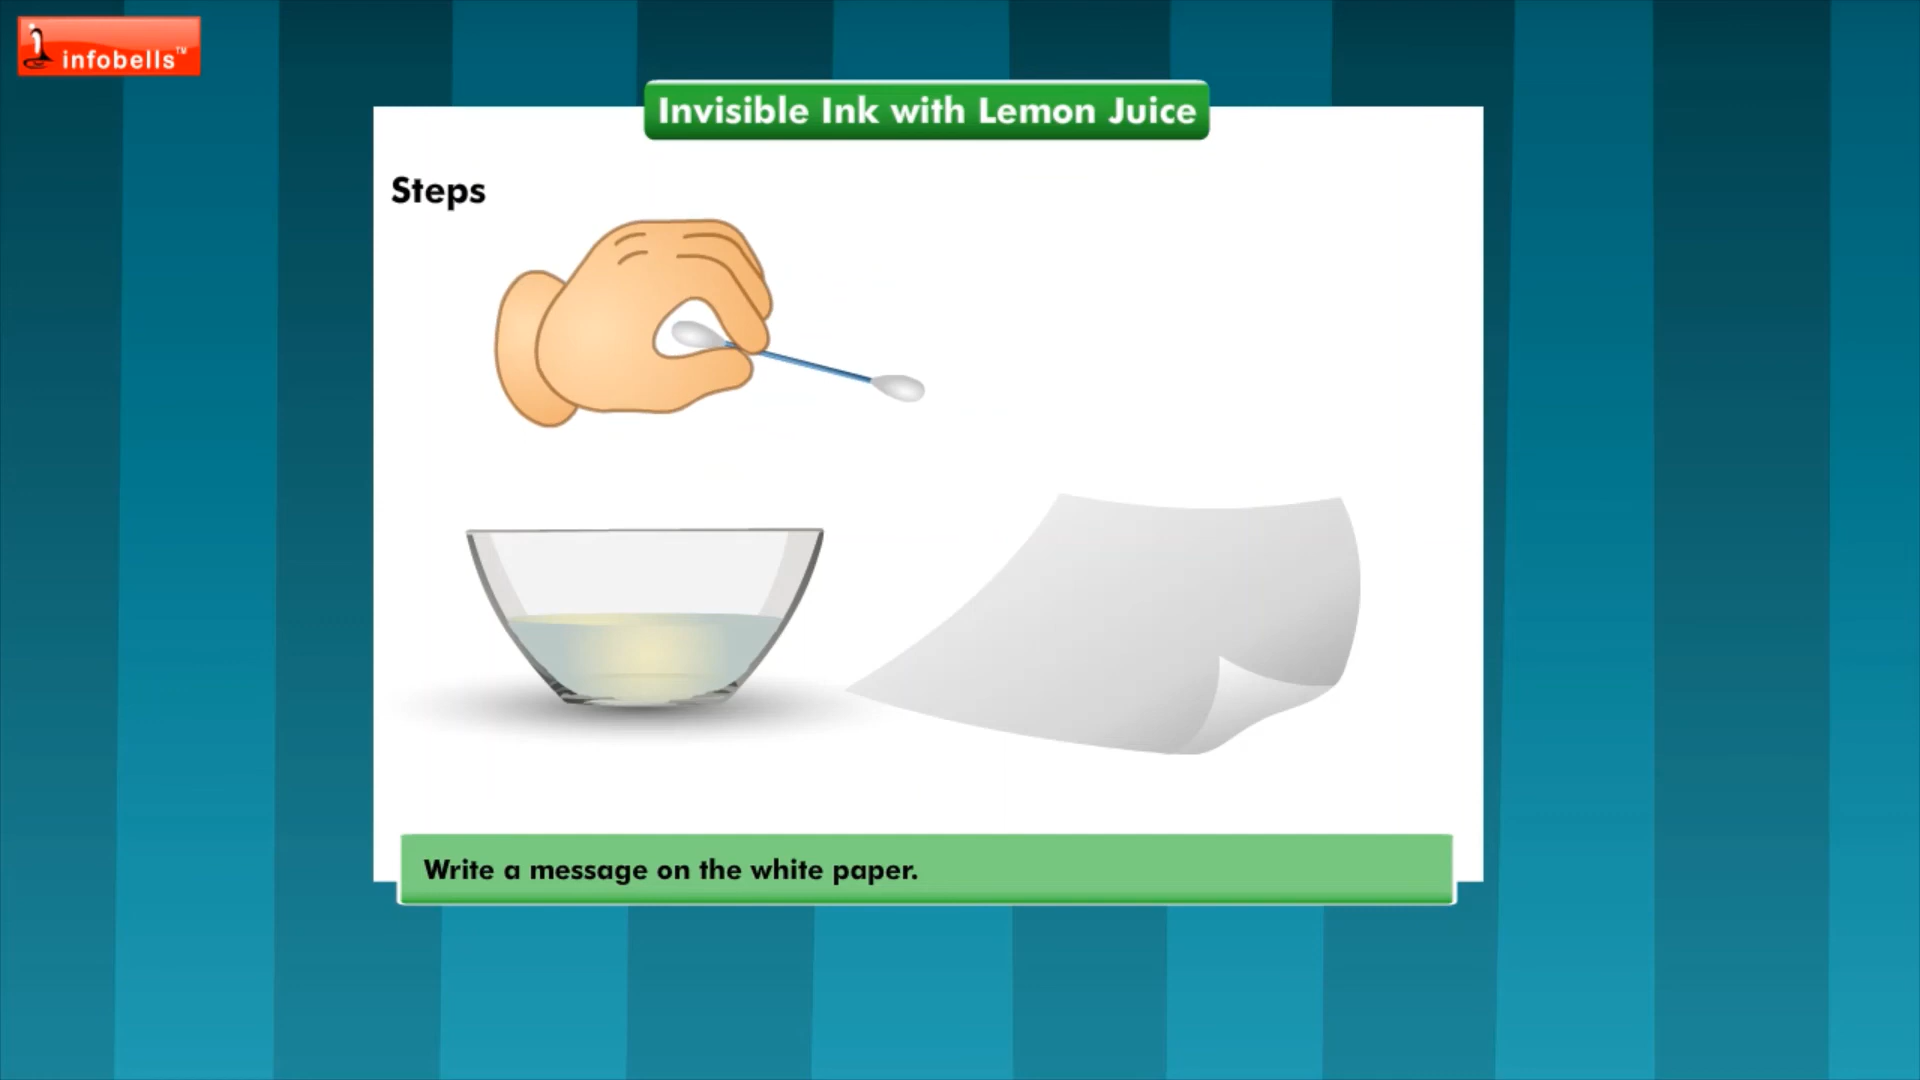 infobells™
Invisible Ink with Lemon Juice
Steps
Write a message on the white paper.